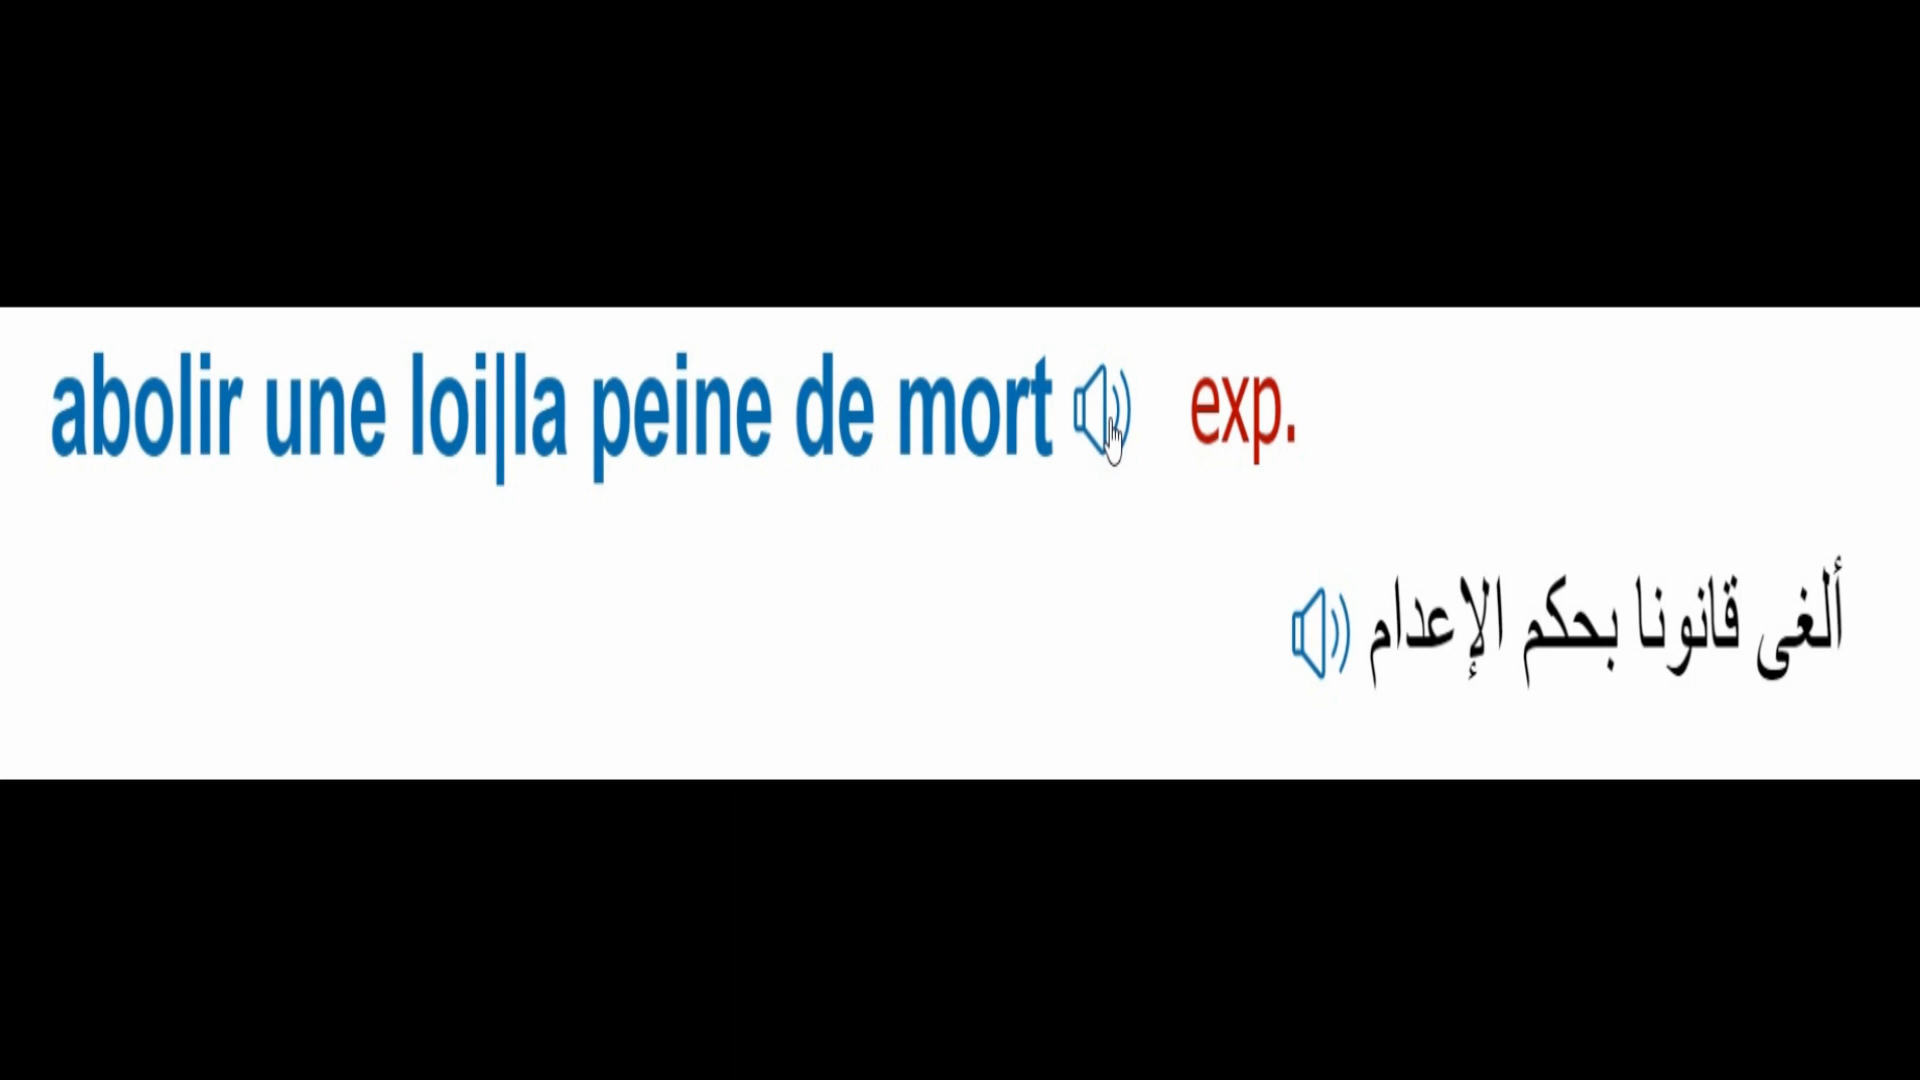 abolir une loi|la peine de mort exp.
ألغى قانونا بحكم الإعدام